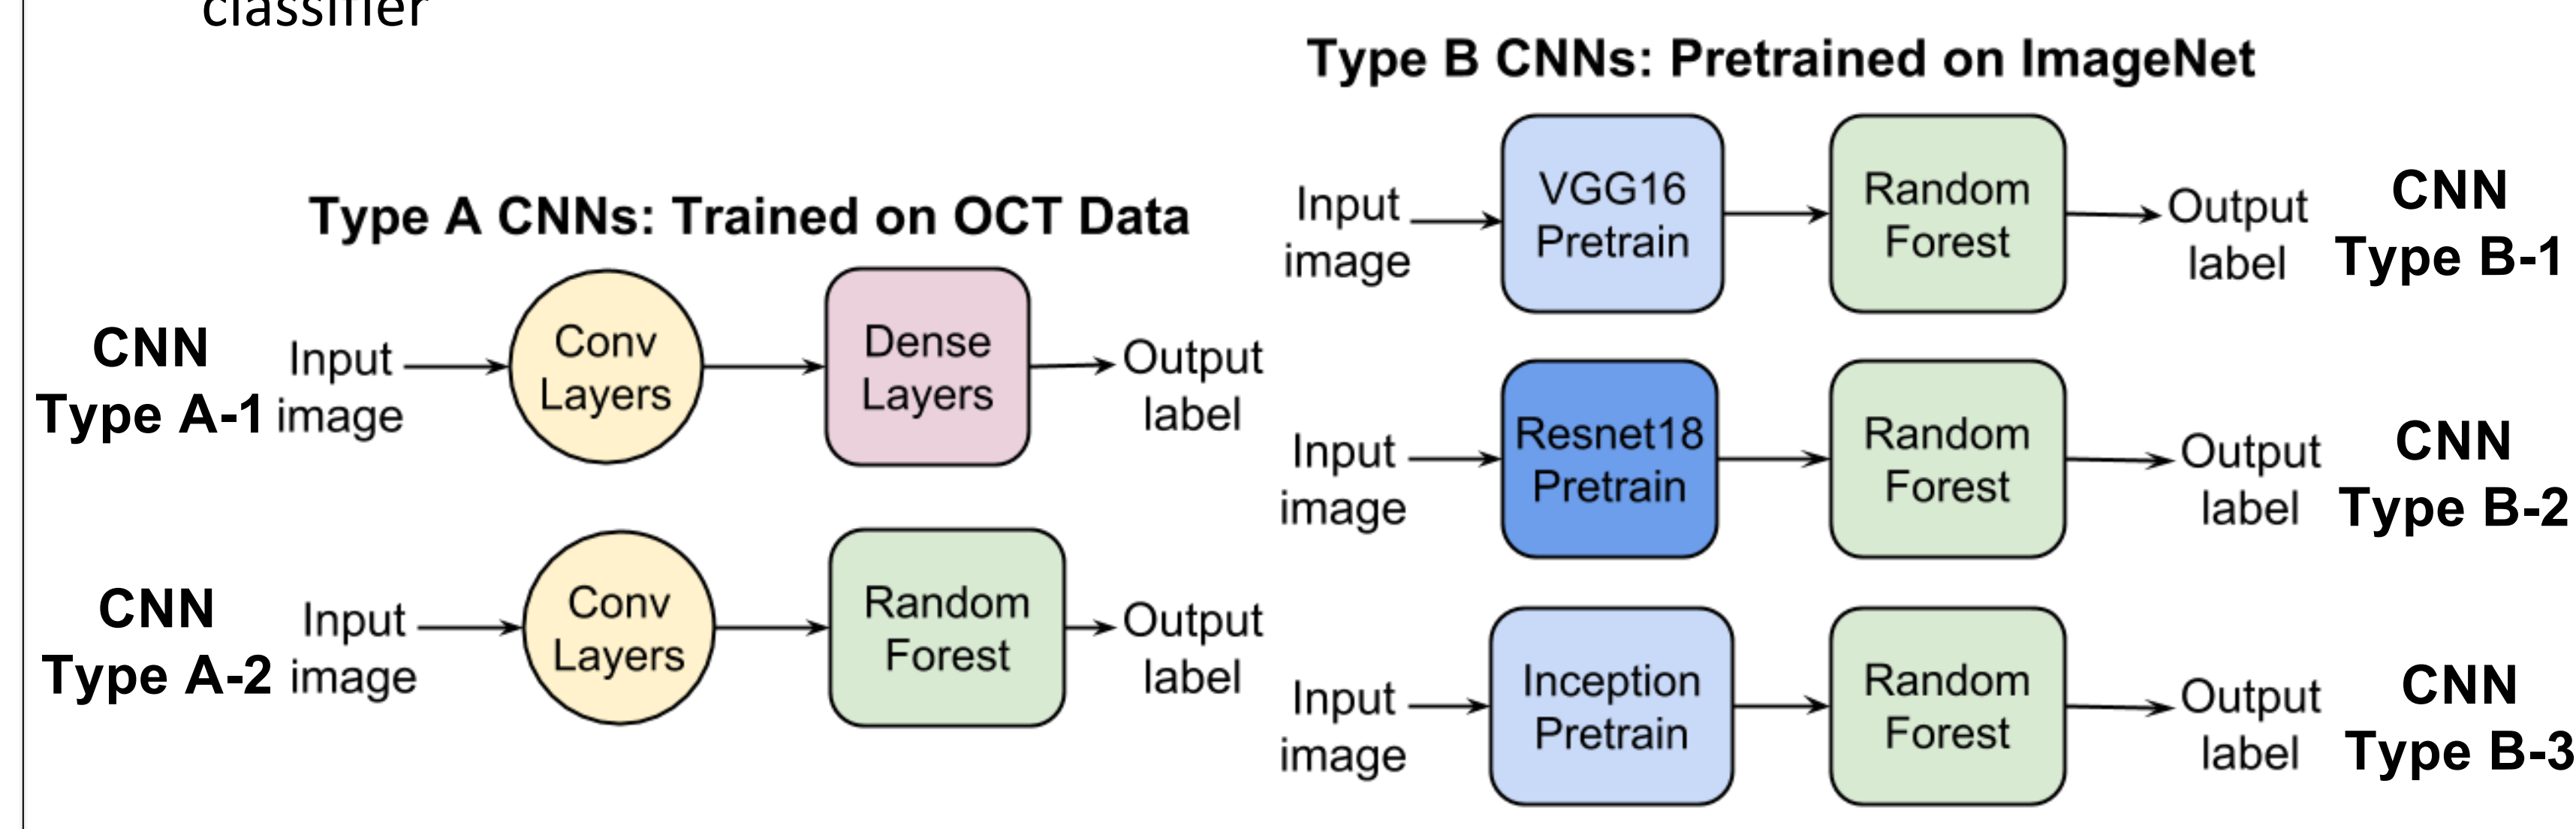 classifier
Type A CNNs: Trained on OCT Data
CNN
Type A-1
Input
image
Conv
Layers
Dense
Layers
Output
label
CNN
Type A-2
Input
image
Conv
Layers
Random
Forest
Output
label
Type B CNNs: Pretrained on ImageNet
Input
image
VGG16
Pretrain
Random
Forest
Output
label
CNN
Type B-1
Input
image
Resnet18
Pretrain
Random
Forest
Output
label
CNN
Type B-2
Input
image
Inception
Pretrain
Random
Forest
Output
label
CNN
Type B-3